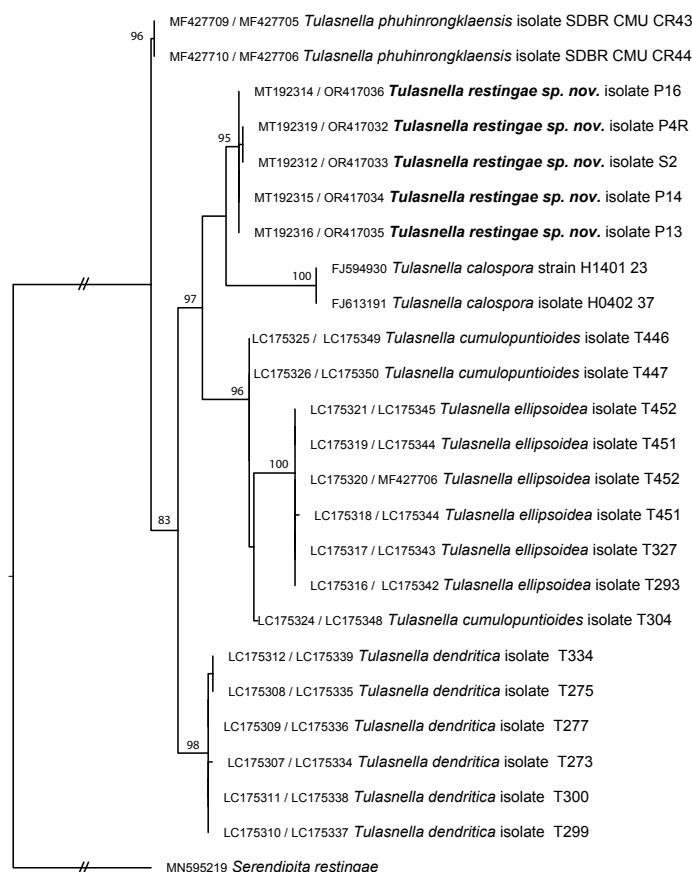 MF427709 / MF427705 Tulasnella phuhinrongklaensis isolate SDBR CMU CR43
96
MF427710 / MF427706 Tulasnella phuhinrongklaensis isolate SDBR CMU CR44
MT192314 / OR417036 Tulasnella restingae sp. nov. isolate P16
MT192319 / OR417032 Tulasnella restingae sp. nov. isolate P4R
95
MT192312 / OR417033 Tulasnella restingae sp. nov. isolate S2
MT192315 / OR417034 Tulasnella restingae sp. nov. isolate P14
MT192316 / OR417035 Tulasnella restingae sp. nov. isolate P13
FJ594930 Tulasnella calospora strain H1401 23
100
FJ613191 Tulasnella calospora isolate H0402 37
97
LC175325 / LC175349 Tulasnella cumulopuntioides isolate T446
LC175326 / LC175350 Tulasnella cumulopuntioides isolate T447
96
LC175321 / LC175345 Tulasnella ellipsoidea isolate T452
LC175319 / LC175344 Tulasnella ellipsoidea isolate T451
100
LC175320 / MF427706 Tulasnella ellipsoidea isolate T452
LC175318 / LC175344 Tulasnella ellipsoidea isolate T451
83
LC175317 / LC175343 Tulasnella ellipsoidea isolate T327
LC175316 / LC175342 Tulasnella ellipsoidea isolate T293
LC175324 / LC175348 Tulasnella cumulopuntioides isolate T304
LC175312 / LC175339 Tulasnella dendritica isolate T334
LC175308 / LC175335 Tulasnella dendritica isolate T275
LC175309 / LC175336 Tulasnella dendritica isolate T277
98
LC175307 / LC175334 Tulasnella dendritica isolate T273
LC175311 / LC175338 Tulasnella dendritica isolate T300
LC175310 / LC175337 Tulasnella dendritica isolate T299
MN595219 Serendipita restingae